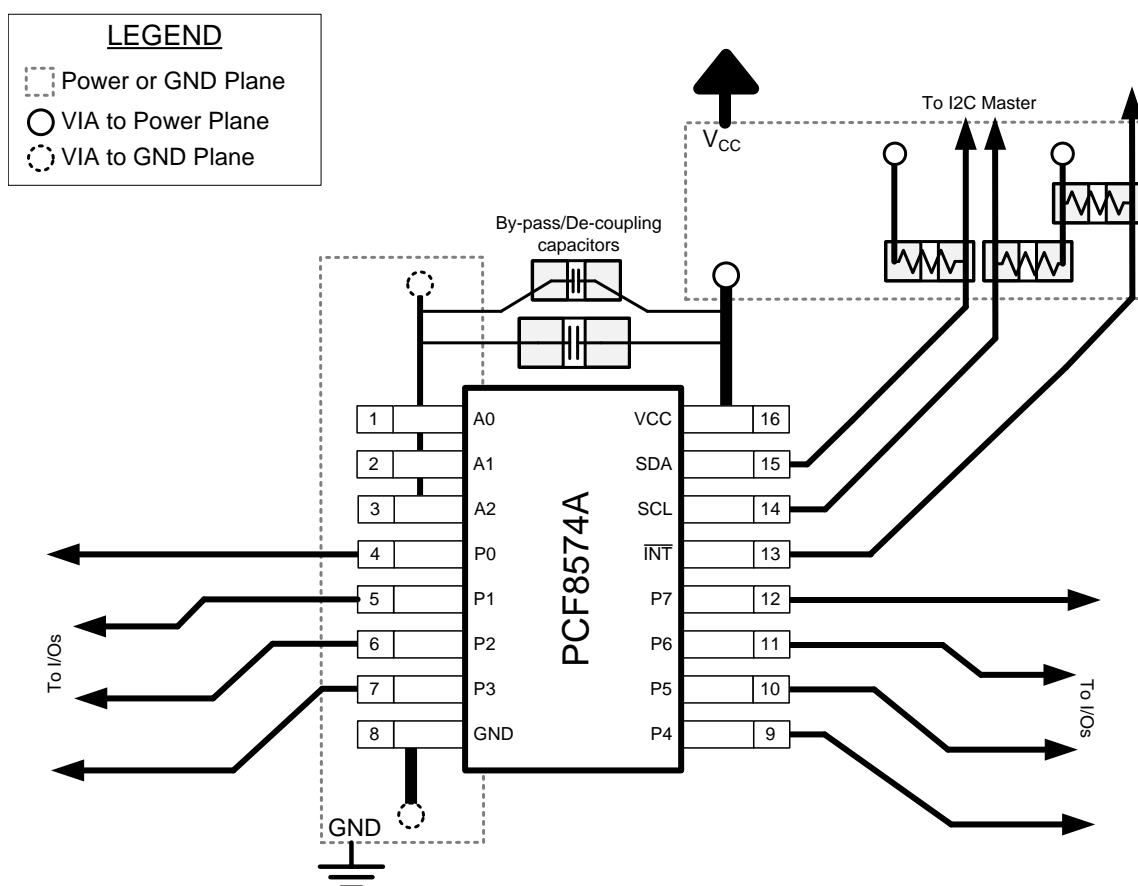 LEGEND
Power or GND Plane
VIA to Power Plane
VIA to GND Plane
VCC
To I2C Master
By-pass/De-coupling
capacitors
1 A0
2 A1
3 A2
4 P0
5 P1
6 P2
7 P3
8 GND
PCF8574A
VCC 16
SDA 15
SCL 14
INT 13
P7 12
P6 11
P5 10
P4 9
To I/Os
To I/Os
GND